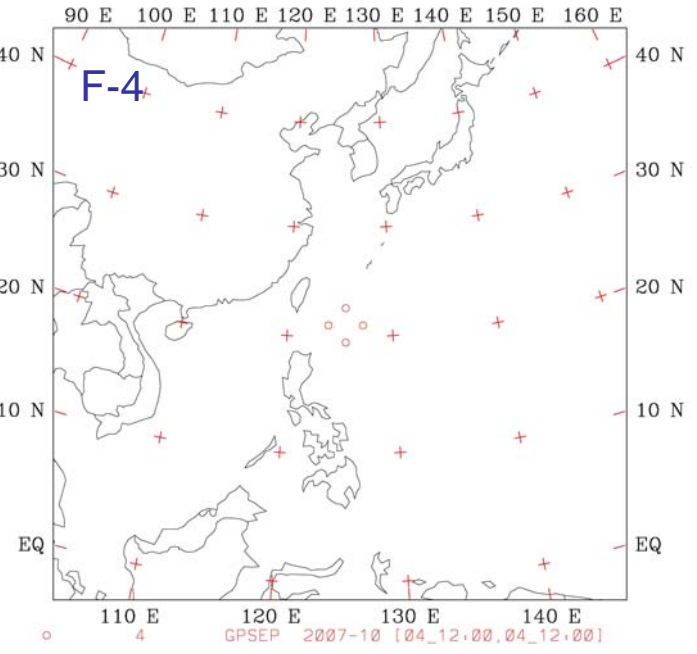 90 E 100 E 110 E 120 E 130 E 140 E 150 E 160 E
40 N 40 N
F-4
30 N 30 N
20 N 20 N
10 N 10 N
EQ EQ
110 E 120 E 130 E 140 E
4 GPSEP 2007-10 [04_12:00,04_12:00]